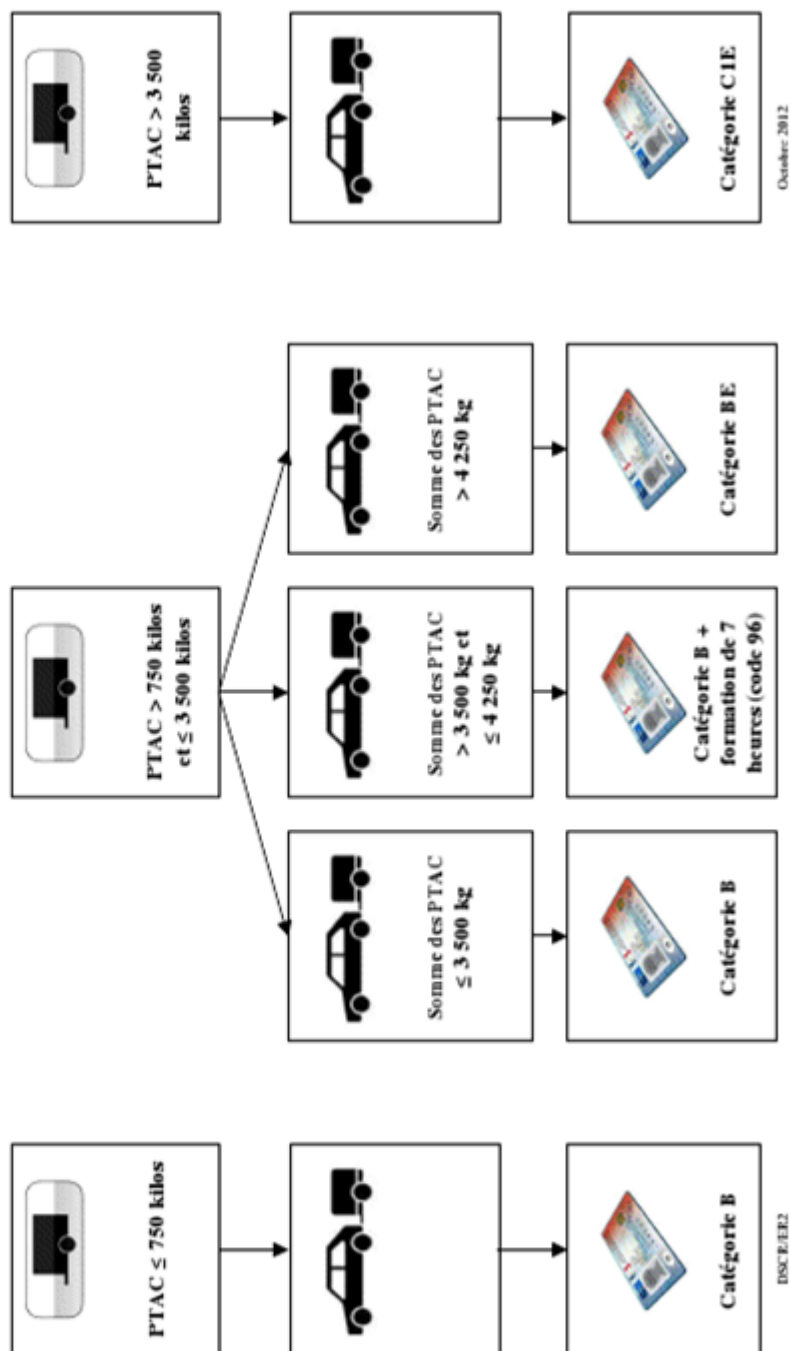 PTAC ≤ 750 kilos
PTAC > 750 kilos
et ≤ 3 500 kilos
PTAC > 3 500
kilos
Somme des PTAC
≤ 3 500 kg
Somme des PTAC
> 3 500 kg et
≤ 4 250 kg
Somme des PTAC
> 4 250 kg
Catégorie B
Catégorie B
Catégorie B +
formation de 7
heures (code 96)
Catégorie BE
Catégorie C1E
DSCR/ER2
Octobre 2012